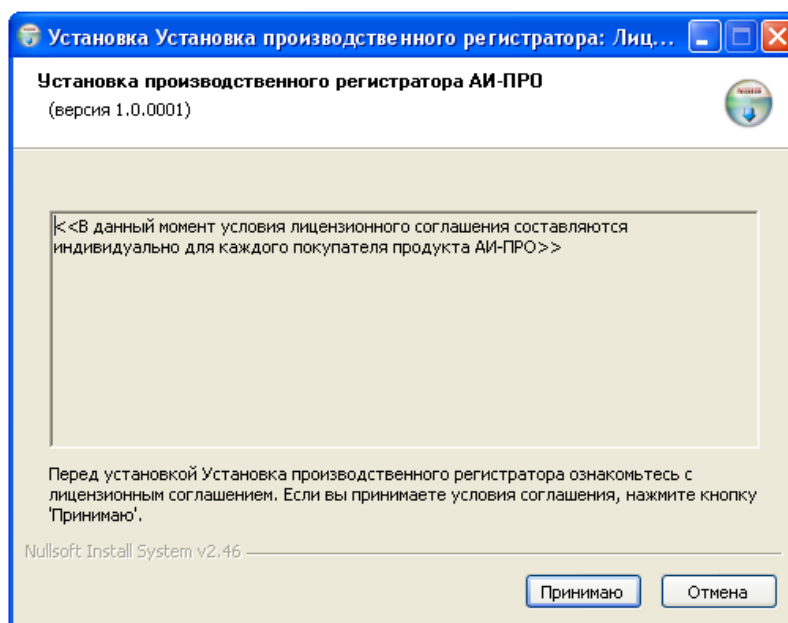 Установка Установка производственного регистратора: Лиц...
Установка производственного регистратора АИ-ПРО
(версия 1.0.0001)
<<В данный момент условия лицензионного соглашения составляются
индивидуально для каждого покупателя продукта АИ-ПРО>>
Перед установкой Установка производственного регистратора ознакомьтесь с
лицензионным соглашением. Если вы принимаете условия соглашения, нажмите кнопку
'Принимаю'.
Nullsoft Install System v2.46
Принимаю Отмена